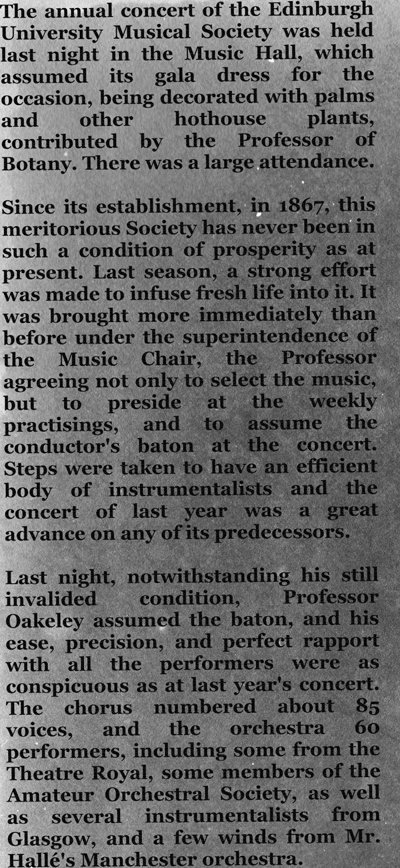 The annual concert of the Edinburgh
University Musical Society was held
last night in the Music Hall, which
assumed its gala dress for the
occasion, being decorated with palms
and other hothouse plants,
contributed by the Professor of
Botany. There was a large attendance.
Since its establishment, in 1867, this
meritorious Society has never been in
such a condition of prosperity as at
present. Last season, a strong effort
was made to infuse fresh life into it. It
was brought more immediately than
before under the superintendence of
the Music Chair, the Professor
agreeing not only to select the music,
but to preside at the weekly
practisings, and to assume the
conductor's baton at the concert.
Steps were taken to have an efficient
body of instrumentalists and the
concert of last year was a great
advance on any of its predecessors.
Last night, notwithstanding his still
invalided condition, Professor
Oakeley assumed the baton, and his
ease, precision, and perfect rapport
with all the performers were as
conspicuous as at last year's concert.
The chorus numbered about 85
voices, and the orchestra 60
performers, including some from the
Theatre Royal, some members of the
Amateur Orchestral Society, as well
as several instrumentalists from
Glasgow, and a few winds from Mr.
Hallé's Manchester orchestra.